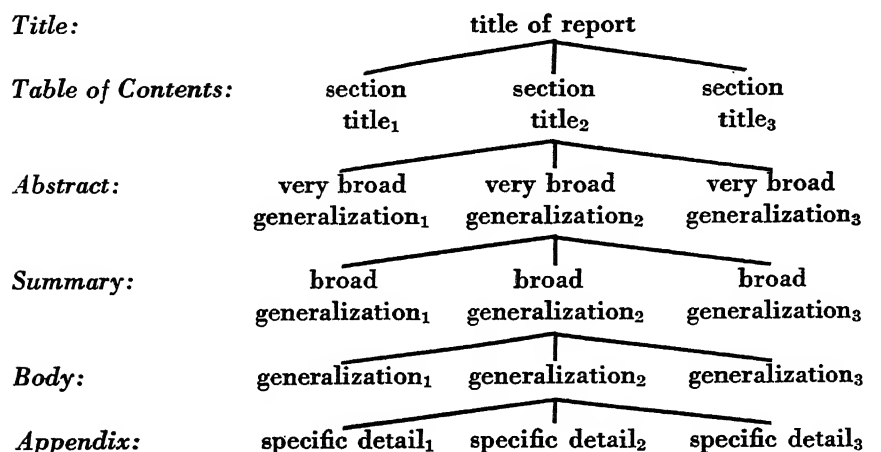 Title: title of report
Table of Contents: section section section
title₁ title₂ title₃
Abstract: very broad very broad very broad
generalization₁ generalization₂ generalization₃
Summary: broad broad broad
generalization₁ generalization₂ generalization₃
Body: generalization₁ generalization₂ generalization₃
Appendix: specific detail₁ specific detail₂ specific detail₃